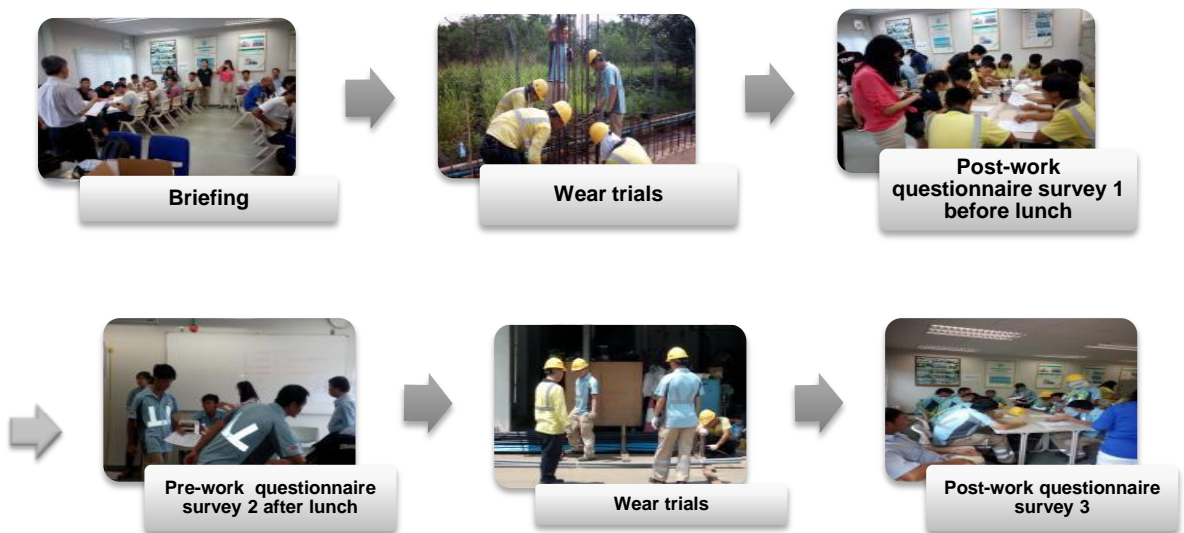 Briefing
Wear trials
Post-work
questionnaire survey 1
before lunch
Pre-work questionnaire
survey 2 after lunch
Wear trials
Post-work questionnaire
survey 3